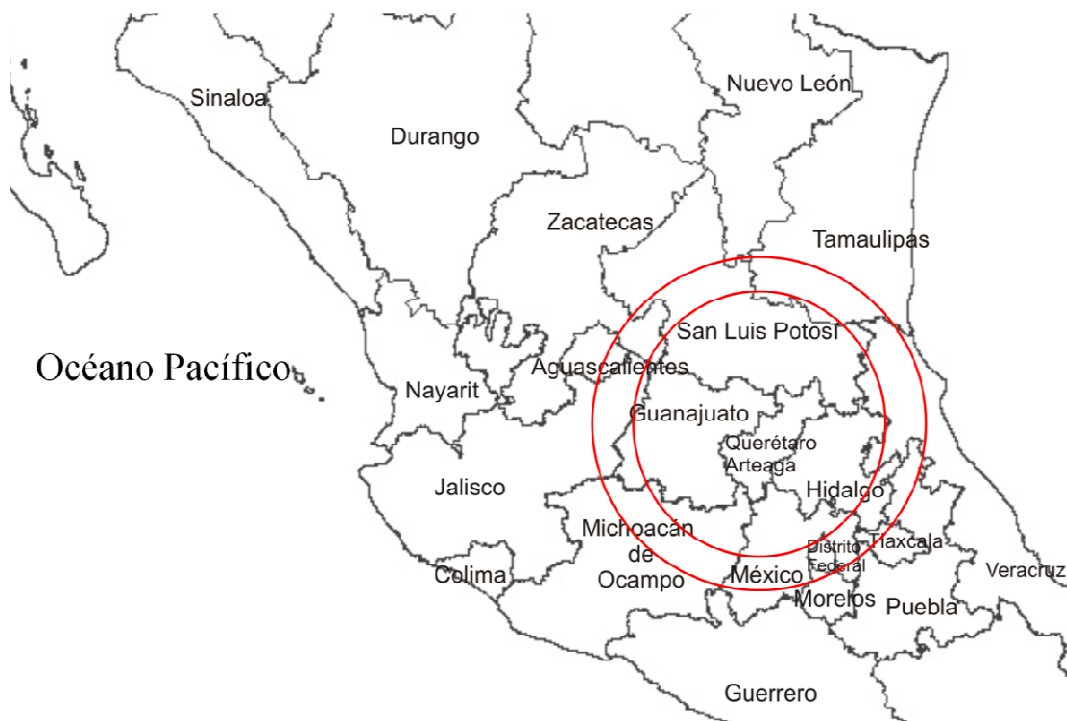 Nuevo León
Sinaloa
Durango
Zacatecas
Tamaulipas
San Luis Potosí
Océano Pacífico
Aguascalientes
Nayarit
Guanajuato
Querétaro
Arteaga
Jalisco
Hidalgo
Michoacán
de
Ocampo
Distrito
Federal
Tlaxcala
Colima
México
Veracruz
Morelos
Puebla
Guerrero